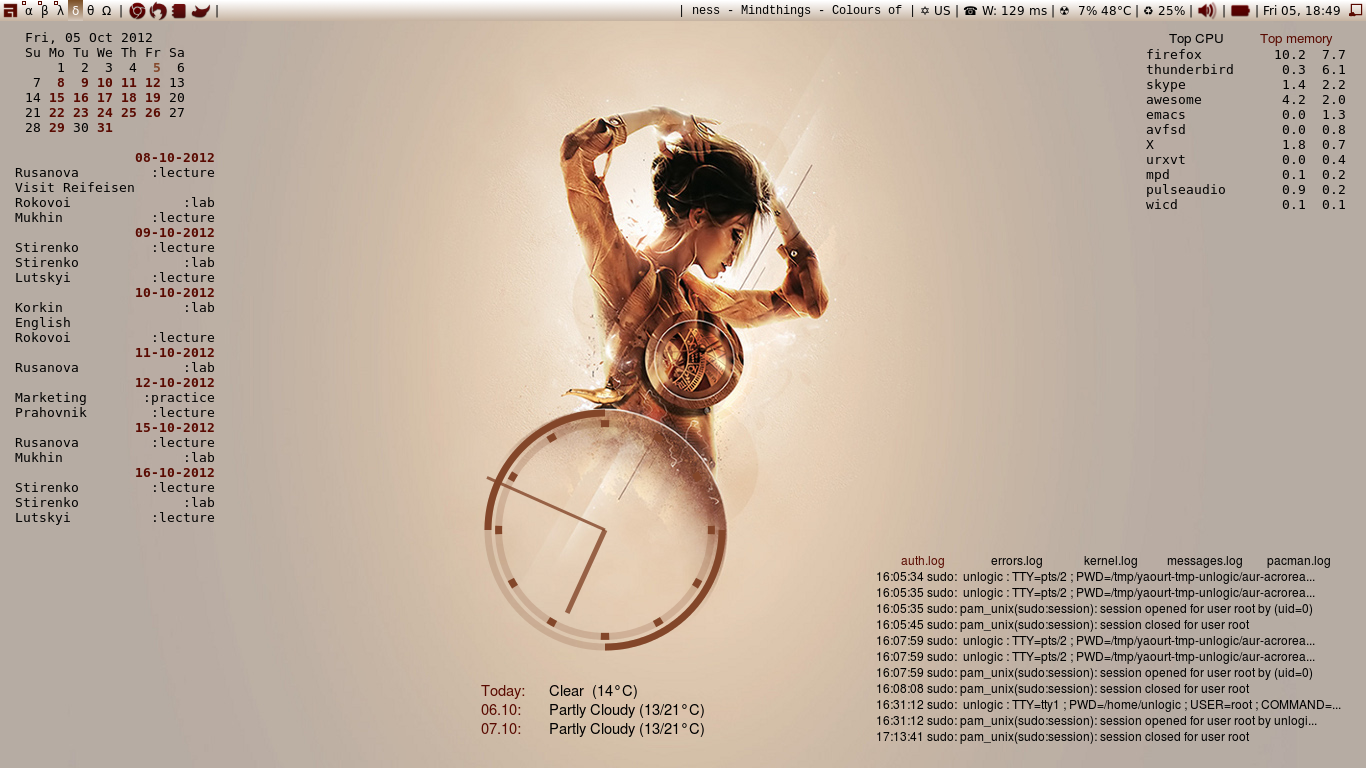 α β λ δ θ Ω | | | ness - Mindthings - Colours of | US | W: 129 ms | 7% 48°C | 25% | | | Fri 05, 18:49
Fri, 05 Oct 2012
Su Mo Tu We Th Fr Sa
1 2 3 4 5 6
7 8 9 10 11 12 13
14 15 16 17 18 19 20
21 22 23 24 25 26 27
28 29 30 31
08-10-2012
Rusanova :lecture
Visit Reifeisen
Rokovoi :lab
Mukhin :lecture
09-10-2012
Stirenko :lecture
Stirenko :lab
Lutskyi :lecture
10-10-2012
Korkin :lab
English
Rokovoi :lecture
11-10-2012
Rusanova :lab
12-10-2012
Marketing :practice
Prahovnik :lecture
15-10-2012
Rusanova :lecture
Mukhin :lab
16-10-2012
Stirenko :lecture
Stirenko :lab
Lutskyi :lecture
Top CPU Top memory
firefox 10.2 7.7
thunderbird 0.3 6.1
skype 1.4 2.2
awesome 4.2 2.0
emacs 0.0 1.3
avfsd 0.0 0.8
X 1.8 0.7
urxvt 0.0 0.4
mpd 0.1 0.2
pulseaudio 0.9 0.2
wicd 0.1 0.1
Today: Clear (14°C)
06.10: Partly Cloudy (13/21°C)
07.10: Partly Cloudy (13/21°C)
auth.log errors.log kernel.log messages.log pacman.log
16:05:34 sudo: unlogic : TTY=pts/2 ; PWD=/tmp/yaourt-tmp-unlogic/aur-acrorea...
16:05:35 sudo: unlogic : TTY=pts/2 ; PWD=/tmp/yaourt-tmp-unlogic/aur-acrorea...
16:05:35 sudo: pam_unix(sudo:session): session opened for user root by (uid=0)
16:05:45 sudo: pam_unix(sudo:session): session closed for user root
16:07:59 sudo: unlogic : TTY=pts/2 ; PWD=/tmp/yaourt-tmp-unlogic/aur-acrorea...
16:07:59 sudo: unlogic : TTY=pts/2 ; PWD=/tmp/yaourt-tmp-unlogic/aur-acrorea...
16:07:59 sudo: pam_unix(sudo:session): session opened for user root by (uid=0)
16:08:08 sudo: pam_unix(sudo:session): session closed for user root
16:31:12 sudo: unlogic : TTY=tty1 ; PWD=/home/unlogic ; USER=root ; COMMAND=...
16:31:12 sudo: pam_unix(sudo:session): session opened for user root by unlogi...
17:13:41 sudo: pam_unix(sudo:session): session closed for user root